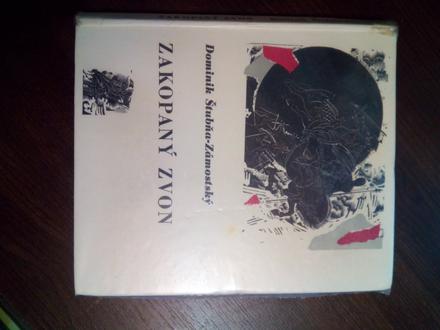 Dominik Štubňa-Zámostský
ZAKOPANÝ ZVON